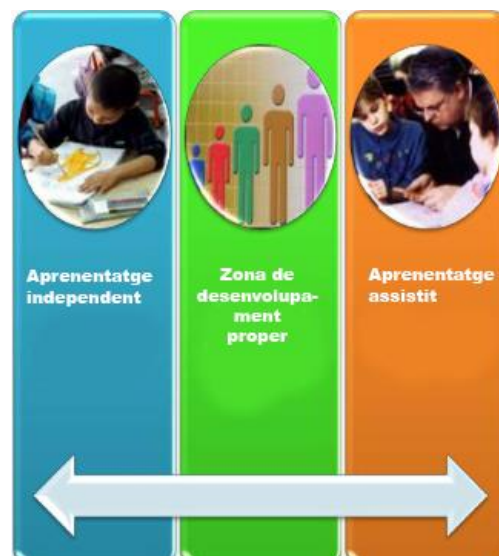 Aprenentatge
independent
Zona de
desenvolupa-
ment
proper
Aprenentatge
assistit